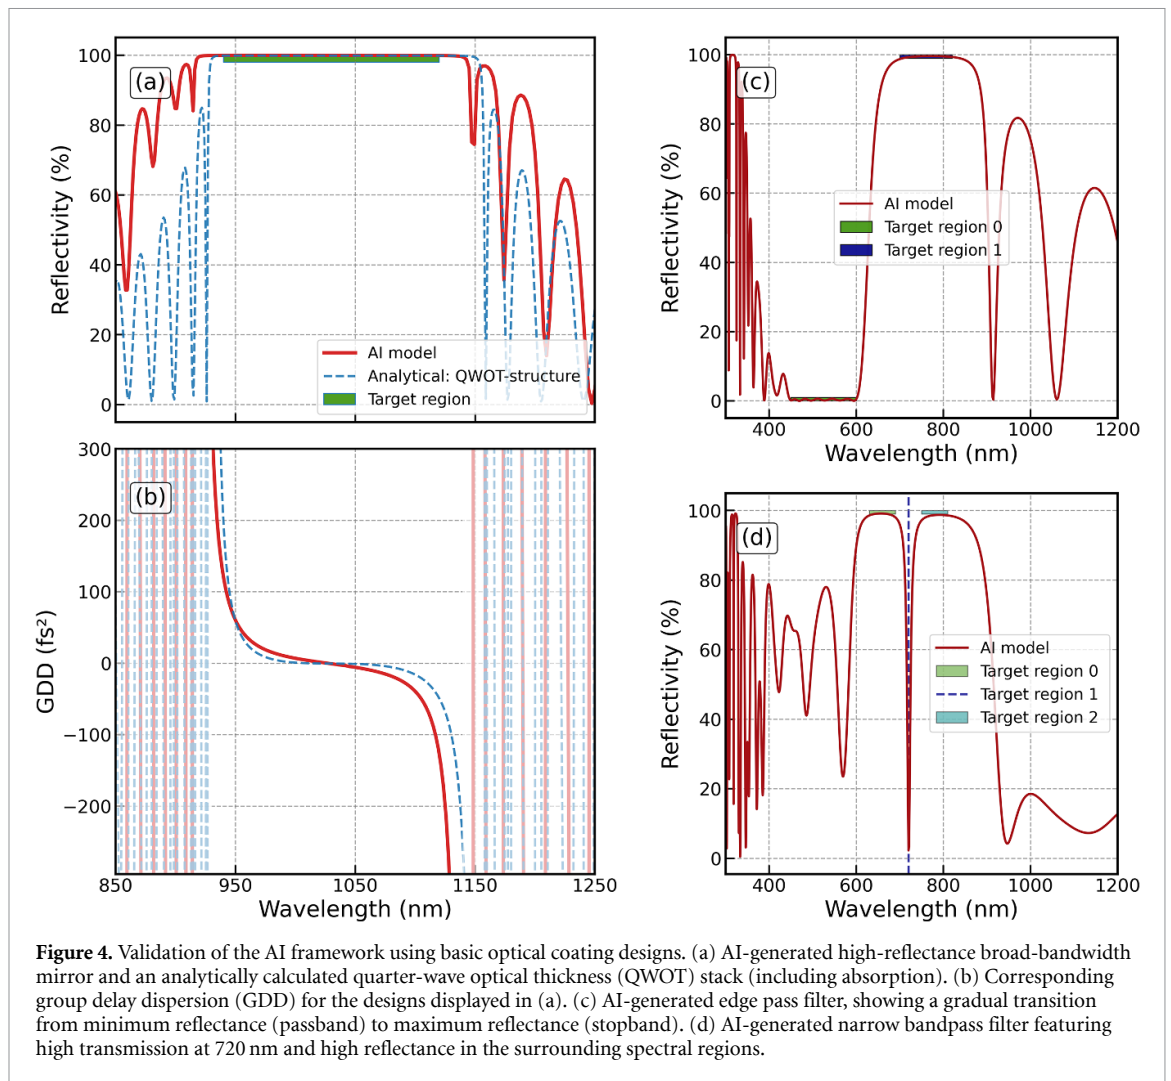 (a)
Reflectivity (%)
100
80
60
40
20
0
AI model
Analytical: QWOT-structure
Target region
(b)
GDD (fs²)
300
200
100
0
−100
−200
850
950
1050
1150
1250
Wavelength (nm)
(c)
Reflectivity (%)
100
80
60
40
20
0
AI model
Target region 0
Target region 1
400
600
800
1000
1200
Wavelength (nm)
(d)
Reflectivity (%)
100
80
60
40
20
0
AI model
Target region 0
Target region 1
Target region 2
400
600
800
1000
1200
Wavelength (nm)
Figure 4. Validation of the AI framework using basic optical coating designs. (a) AI-generated high-reflectance broad-bandwidth
mirror and an analytically calculated quarter-wave optical thickness (QWOT) stack (including absorption). (b) Corresponding
group delay dispersion (GDD) for the designs displayed in (a). (c) AI-generated edge pass filter, showing a gradual transition
from minimum reflectance (passband) to maximum reflectance (stopband). (d) AI-generated narrow bandpass filter featuring
high transmission at 720 nm and high reflectance in the surrounding spectral regions.